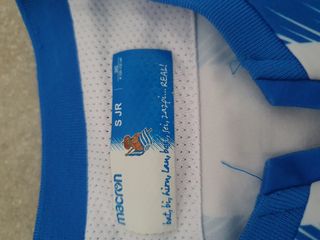 S JR
macron
bat, bi, hiru, lau, bost, sei, zazpi... REAL!